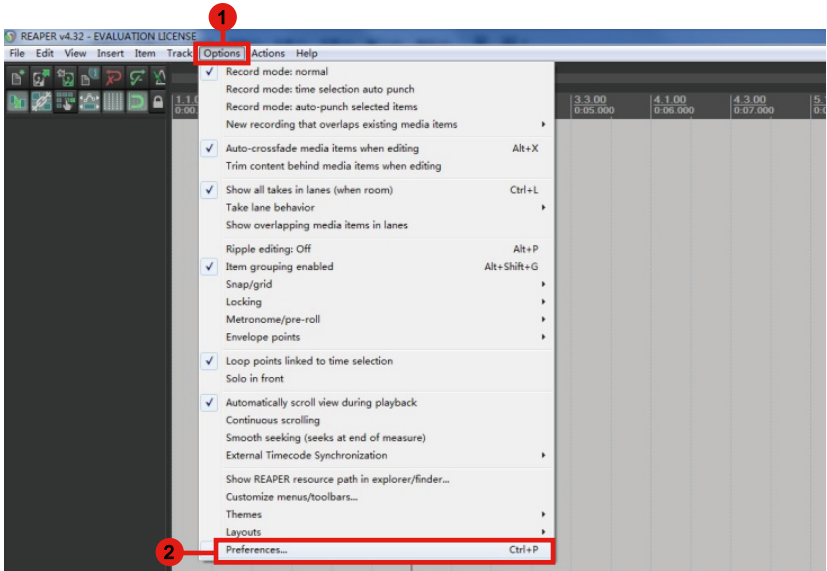 1
REAPER v4.32 - EVALUATION LICENSE
File Edit View Insert Item Track Options Actions Help
Record mode: normal
Record mode: time selection auto punch
Record mode: auto-punch selected items
New recording that overlaps existing media items
3.3.00 4.1.00 4.3.00
0:05.000 0:06.000 0:07.000
Auto-crossfade media items when editing Alt+X
Trim content behind media items when editing
Show all takes in lanes (when room) Ctrl+L
Take lane behavior
Show overlapping media items in lanes
Ripple editing: Off Alt+P
Item grouping enabled Alt+Shift+G
Snap/grid
Locking
Metronome/pre-roll
Envelope points
Loop points linked to time selection
Solo in front
Automatically scroll view during playback
Continuous scrolling
Smooth seeking (seeks at end of measure)
External Timecode Synchronization
Show REAPER resource path in explorer/finder...
Customize menus/toolbars...
Themes
Layouts
2
Preferences... Ctrl+P